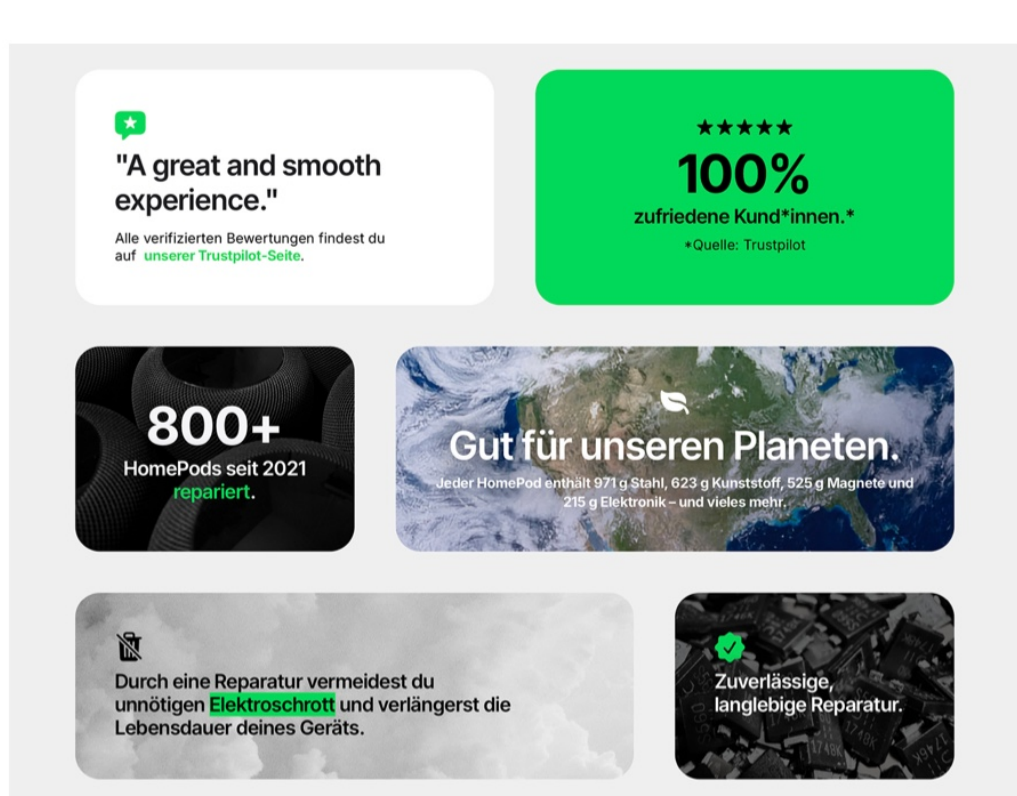 "A great and smooth
experience."
Alle verifizierten Bewertungen findest du
auf unserer Trustpilot-Seite.
★★★★★
100%
zufriedene Kund*innen.*
*Quelle: Trustpilot
800+
HomePods seit 2021
repariert.
Gut für unseren Planeten.
Jeder HomePod enthält 971 g Stahl, 623 g Kunststoff, 525 g Magnete und
215 g Elektronik – und vieles mehr.
Durch eine Reparatur vermeidest du
unnötigen Elektroschrott und verlängerst die
Lebensdauer deines Geräts.
Zuverlässige,
langlebige Reparatur.
1748K